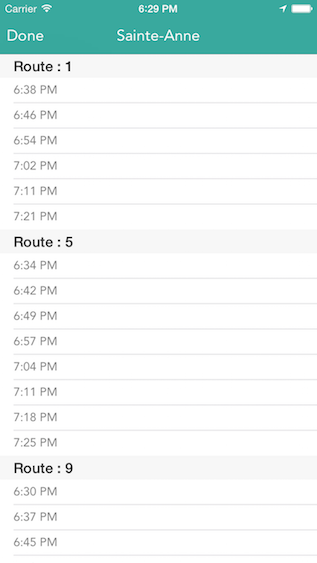 Carrier 6:29 PM
Done Sainte-Anne
Route : 1
6:38 PM
6:46 PM
6:54 PM
7:02 PM
7:11 PM
7:21 PM
Route : 5
6:34 PM
6:42 PM
6:49 PM
6:57 PM
7:04 PM
7:11 PM
7:18 PM
7:25 PM
Route : 9
6:30 PM
6:37 PM
6:45 PM